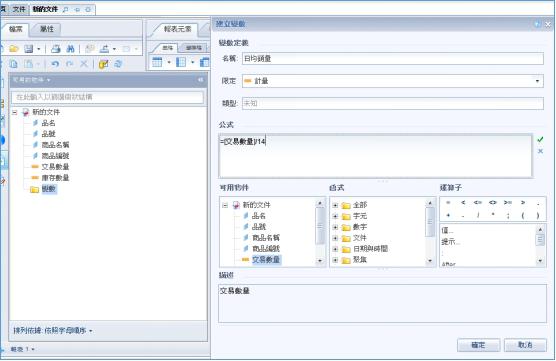 文件
新的文件
檔案
屬性
報表元素
可用的物件
在此輸入以篩選樹狀結構
新的文件
品名
品號
商品名稱
商品編號
交易數量
庫存數量
變數
排列依據: 依照字母順序
報表 1
建立變數
變數定義
名稱: 日均銷量
限定: 計量
類型: 未知
公式
=[交易數量]/14
可用物件
函式
運算子
新的文件
品名
品號
商品名稱
商品編號
交易數量
全部
字元
數字
文件
日期與時間
聚集
= < <= <> >= > .
+ - / * ; ( )
值...
提示...
:
After
描述
交易數量
確定
取消